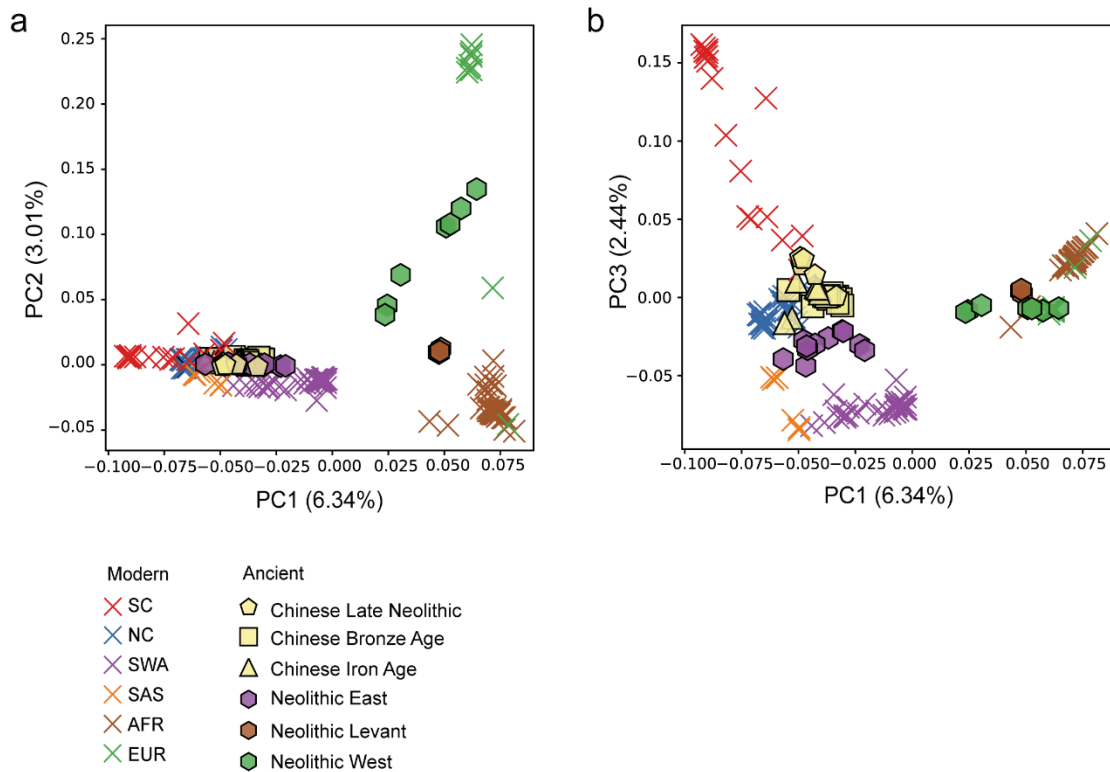 a
b
0.25
0.20
0.15
0.10
0.05
0.00
−0.05
PC2 (3.01%)
−0.100 −0.075 −0.050 −0.025 0.000 0.025 0.050 0.075
PC1 (6.34%)
0.15
0.10
0.05
0.00
−0.05
PC3 (2.44%)
−0.100 −0.075 −0.050 −0.025 0.000 0.025 0.050 0.075
PC1 (6.34%)
Modern
SC
NC
SWA
SAS
AFR
EUR
Ancient
Chinese Late Neolithic
Chinese Bronze Age
Chinese Iron Age
Neolithic East
Neolithic Levant
Neolithic West